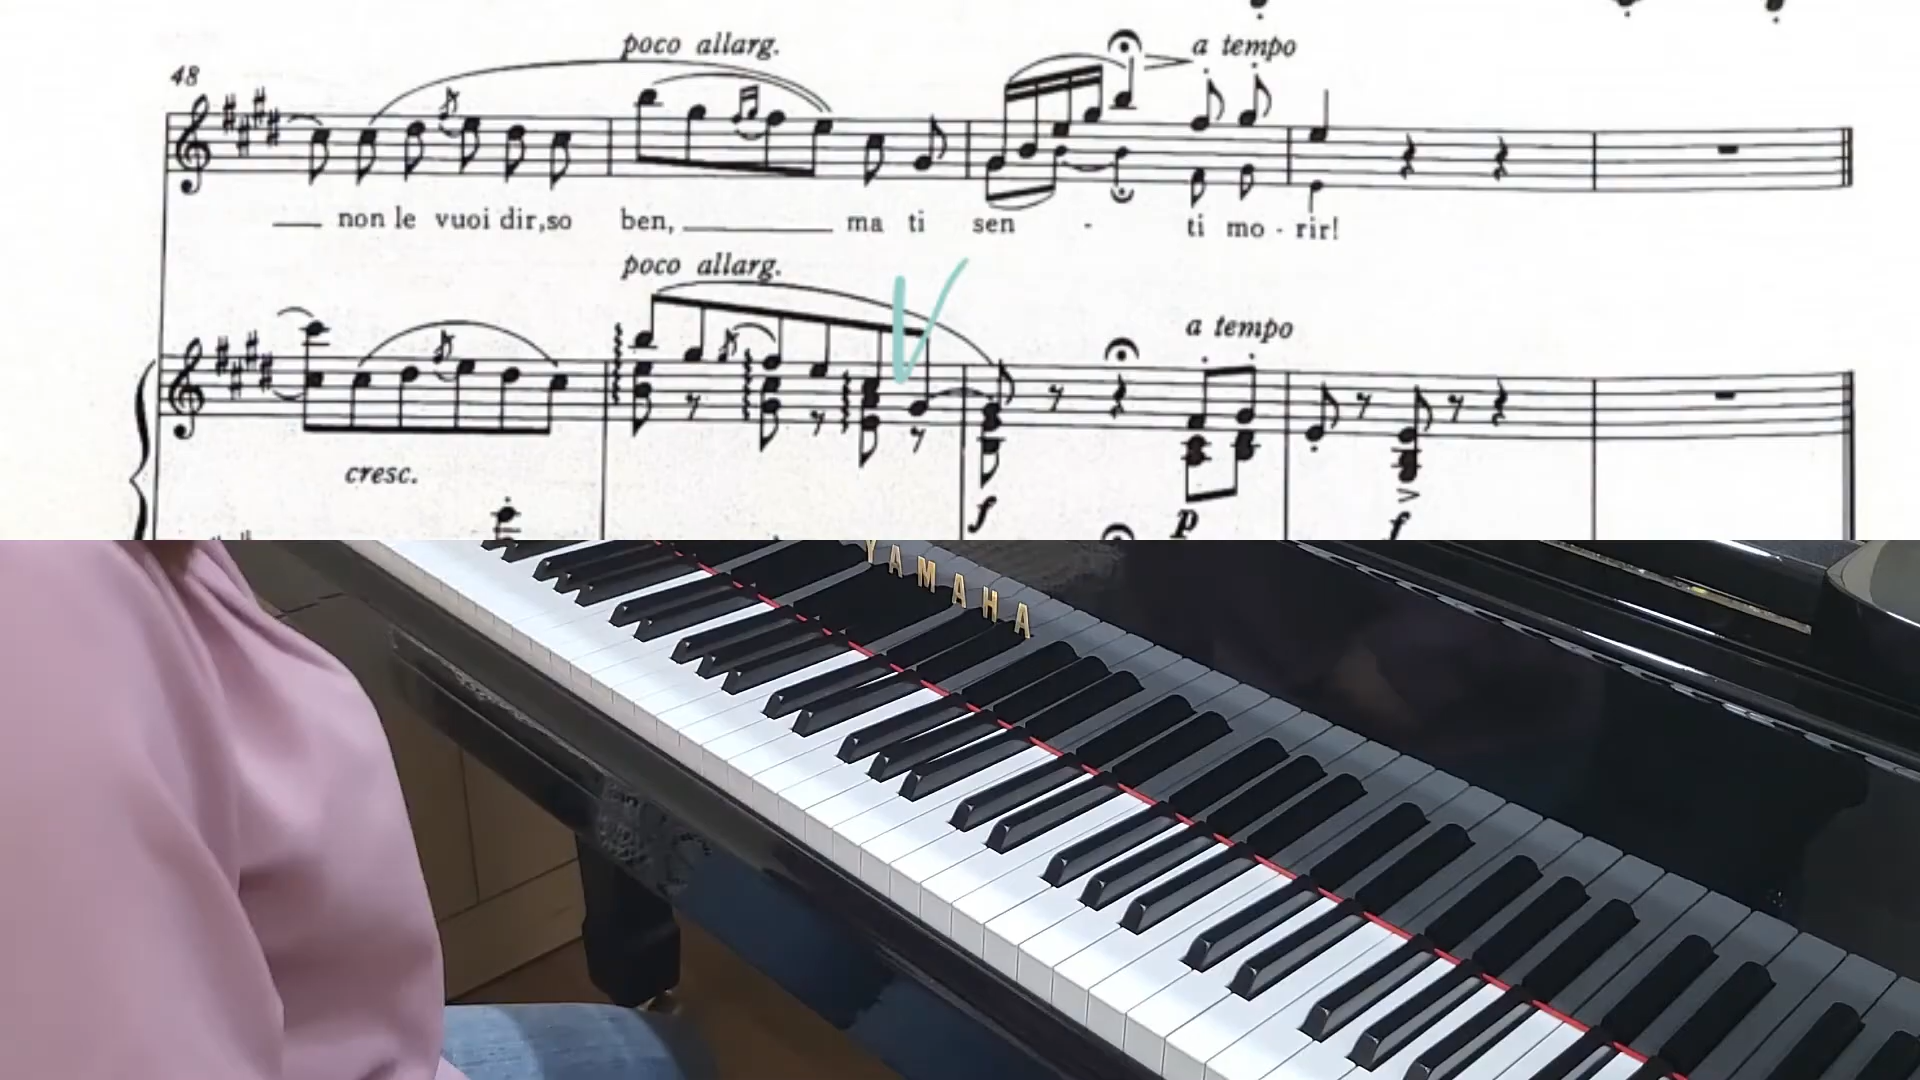 poco allarg.
a tempo
48
non le vuoi dir, so ben, ma ti sen - ti mo - rir!
poco allarg.
a tempo
cresc.
f
p
f
YAMAHA